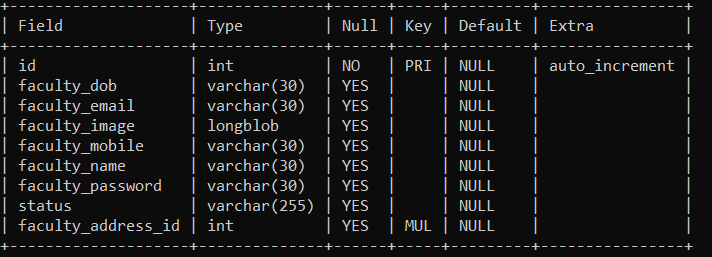 +--------------------+--------------+------+-----+---------+----------------+
| Field              | Type         | Null | Key | Default | Extra          |
+--------------------+--------------+------+-----+---------+----------------+
| id                 | int          | NO   | PRI | NULL    | auto_increment |
| faculty_dob        | varchar(30)  | YES  |     | NULL    |                |
| faculty_email      | varchar(30)  | YES  |     | NULL    |                |
| faculty_image      | longblob     | YES  |     | NULL    |                |
| faculty_mobile     | varchar(30)  | YES  |     | NULL    |                |
| faculty_name       | varchar(30)  | YES  |     | NULL    |                |
| faculty_password   | varchar(30)  | YES  |     | NULL    |                |
| status             | varchar(255) | YES  |     | NULL    |                |
| faculty_address_id | int          | YES  | MUL | NULL    |                |
+--------------------+--------------+------+-----+---------+----------------+